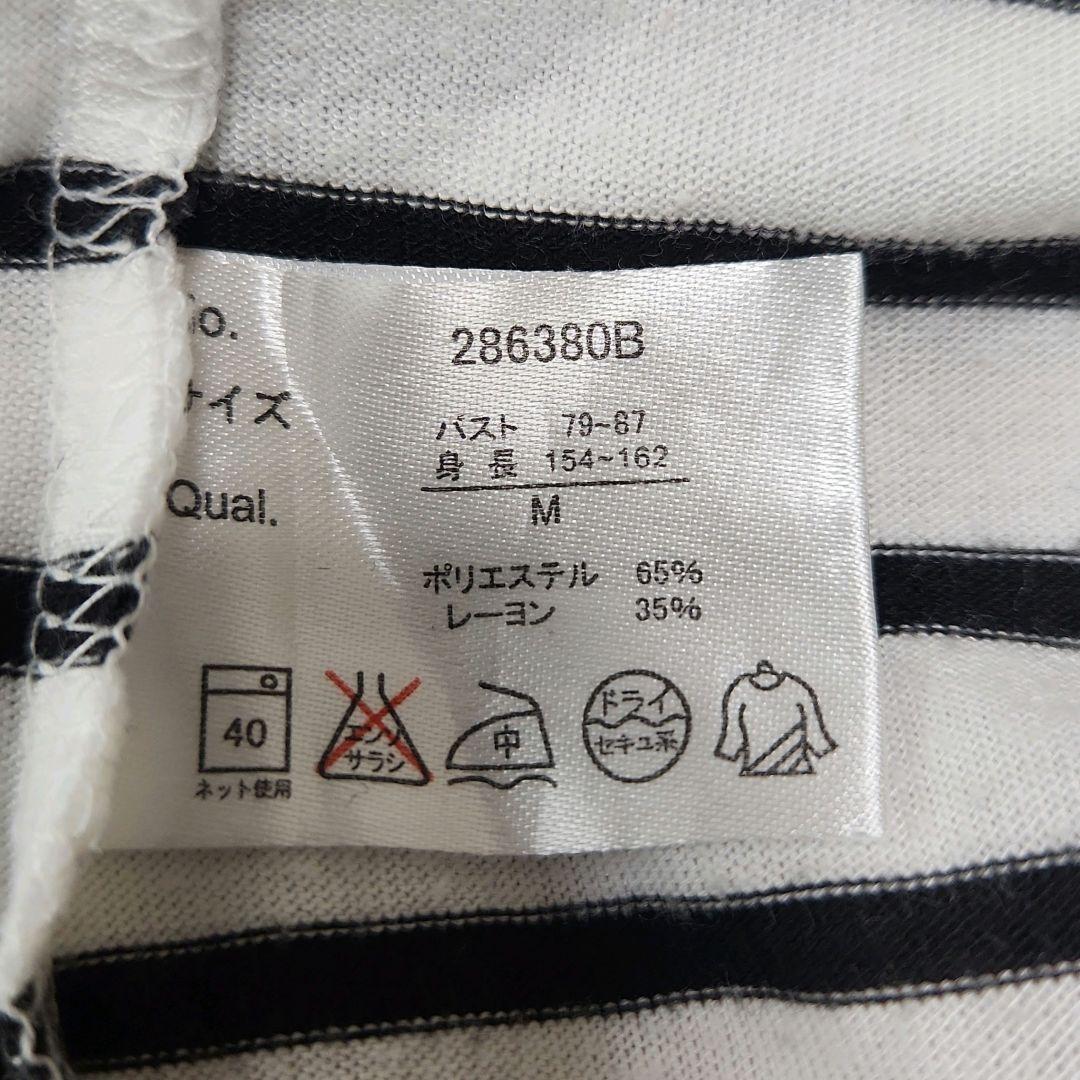 No. 286380B
サイズ
バスト 79~87
身長 154~162
M
Qual.
ポリエステル 65%
レーヨン 35%
40
ネット使用
エンソ
サラシ
中
ドライ
セキユ系